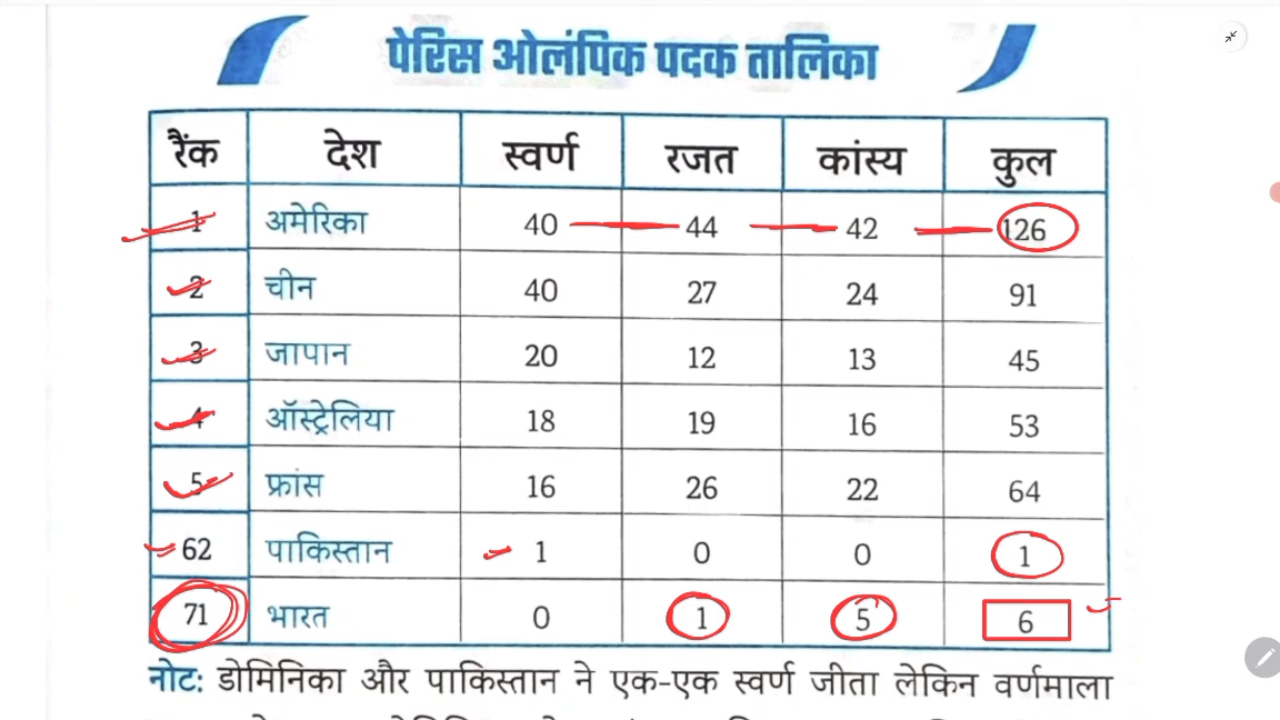 पेरिस ओलंपिक पदक तालिका
रैंक देश स्वर्ण रजत कांस्य कुल
1 अमेरिका 40 44 42 126
2 चीन 40 27 24 91
3 जापान 20 12 13 45
4 ऑस्ट्रेलिया 18 19 16 53
5 फ्रांस 16 26 22 64
62 पाकिस्तान 1 0 0 1
71 भारत 0 1 5 6
नोट: डोमिनिका और पाकिस्तान ने एक-एक स्वर्ण जीता लेकिन वर्णमाला